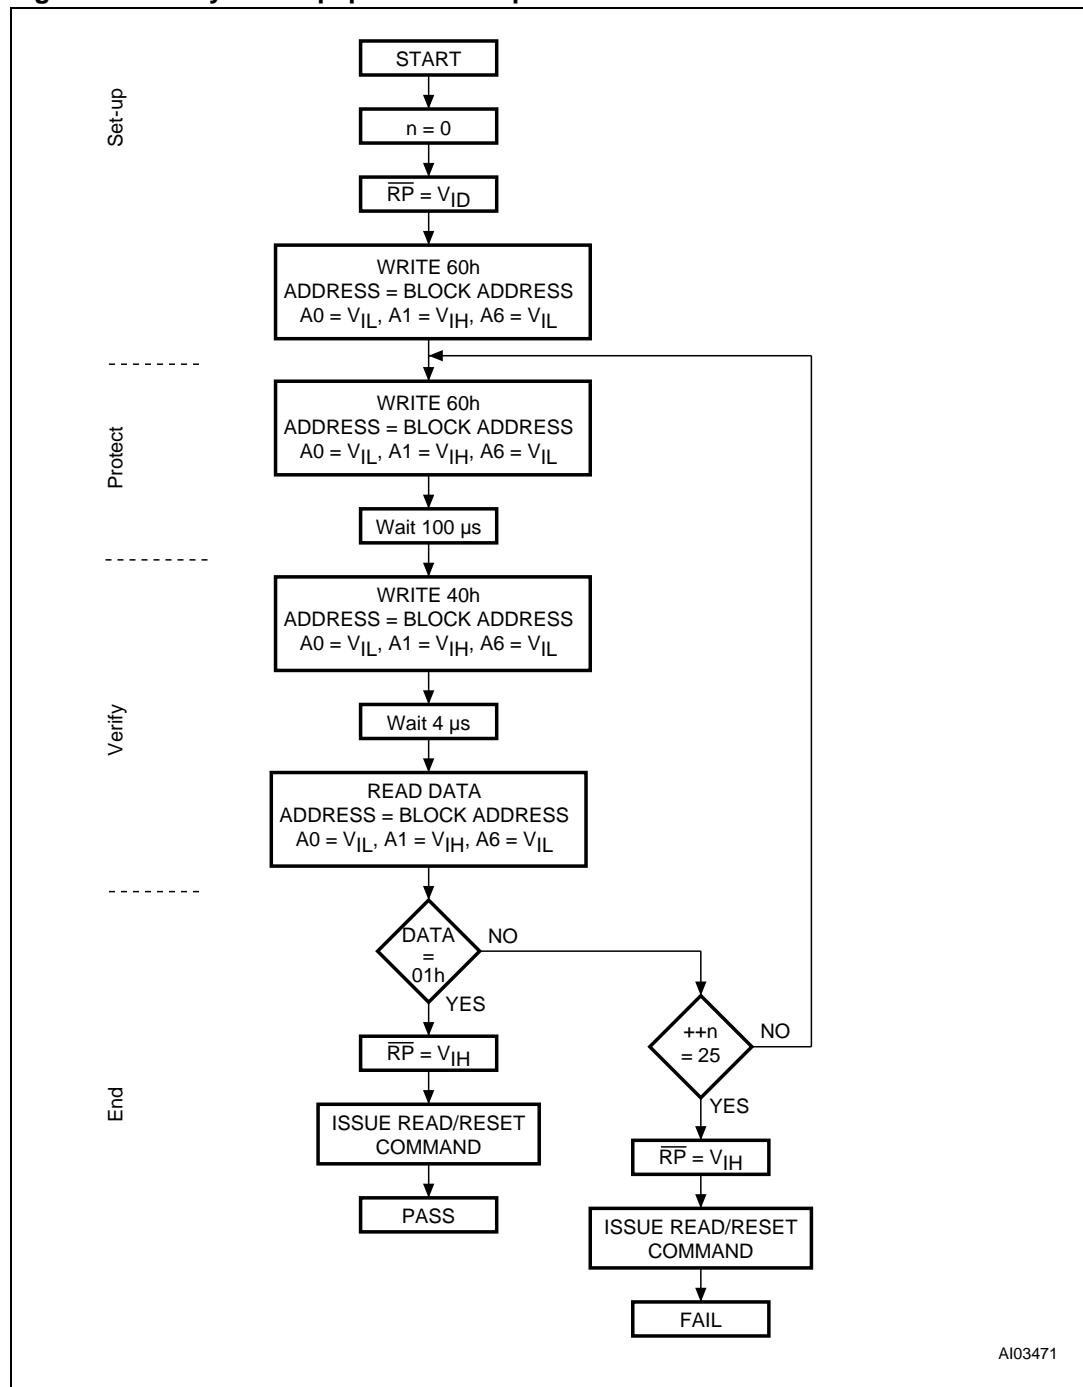 START
Set-up
n = 0
RP = VID
WRITE 60h
ADDRESS = BLOCK ADDRESS
A0 = VIL, A1 = VIH, A6 = VIL
WRITE 60h
ADDRESS = BLOCK ADDRESS
A0 = VIL, A1 = VIH, A6 = VIL
Protect
Wait 100 µs
WRITE 40h
ADDRESS = BLOCK ADDRESS
A0 = VIL, A1 = VIH, A6 = VIL
Verify
Wait 4 µs
READ DATA
ADDRESS = BLOCK ADDRESS
A0 = VIL, A1 = VIH, A6 = VIL
DATA
=
01h
NO
YES
++n
= 25
NO
YES
End
RP = VIH
ISSUE READ/RESET
COMMAND
PASS
RP = VIH
ISSUE READ/RESET
COMMAND
FAIL
AI03471